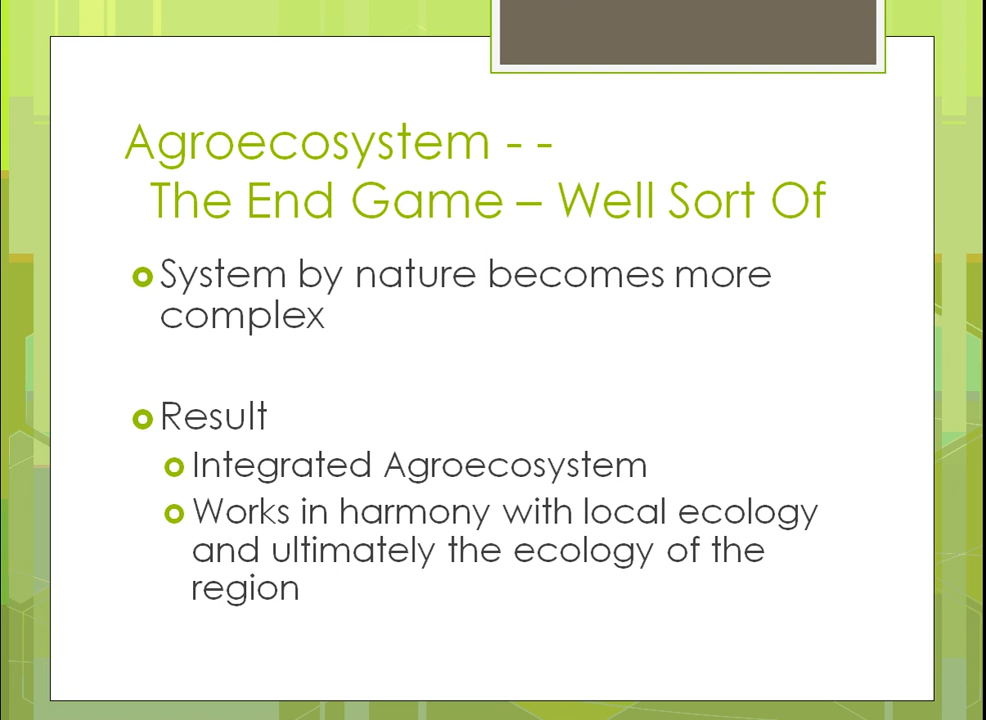 Agroecosystem - -
The End Game – Well Sort Of
System by nature becomes more
complex
Result
Integrated Agroecosystem
Works in harmony with local ecology
and ultimately the ecology of the
region